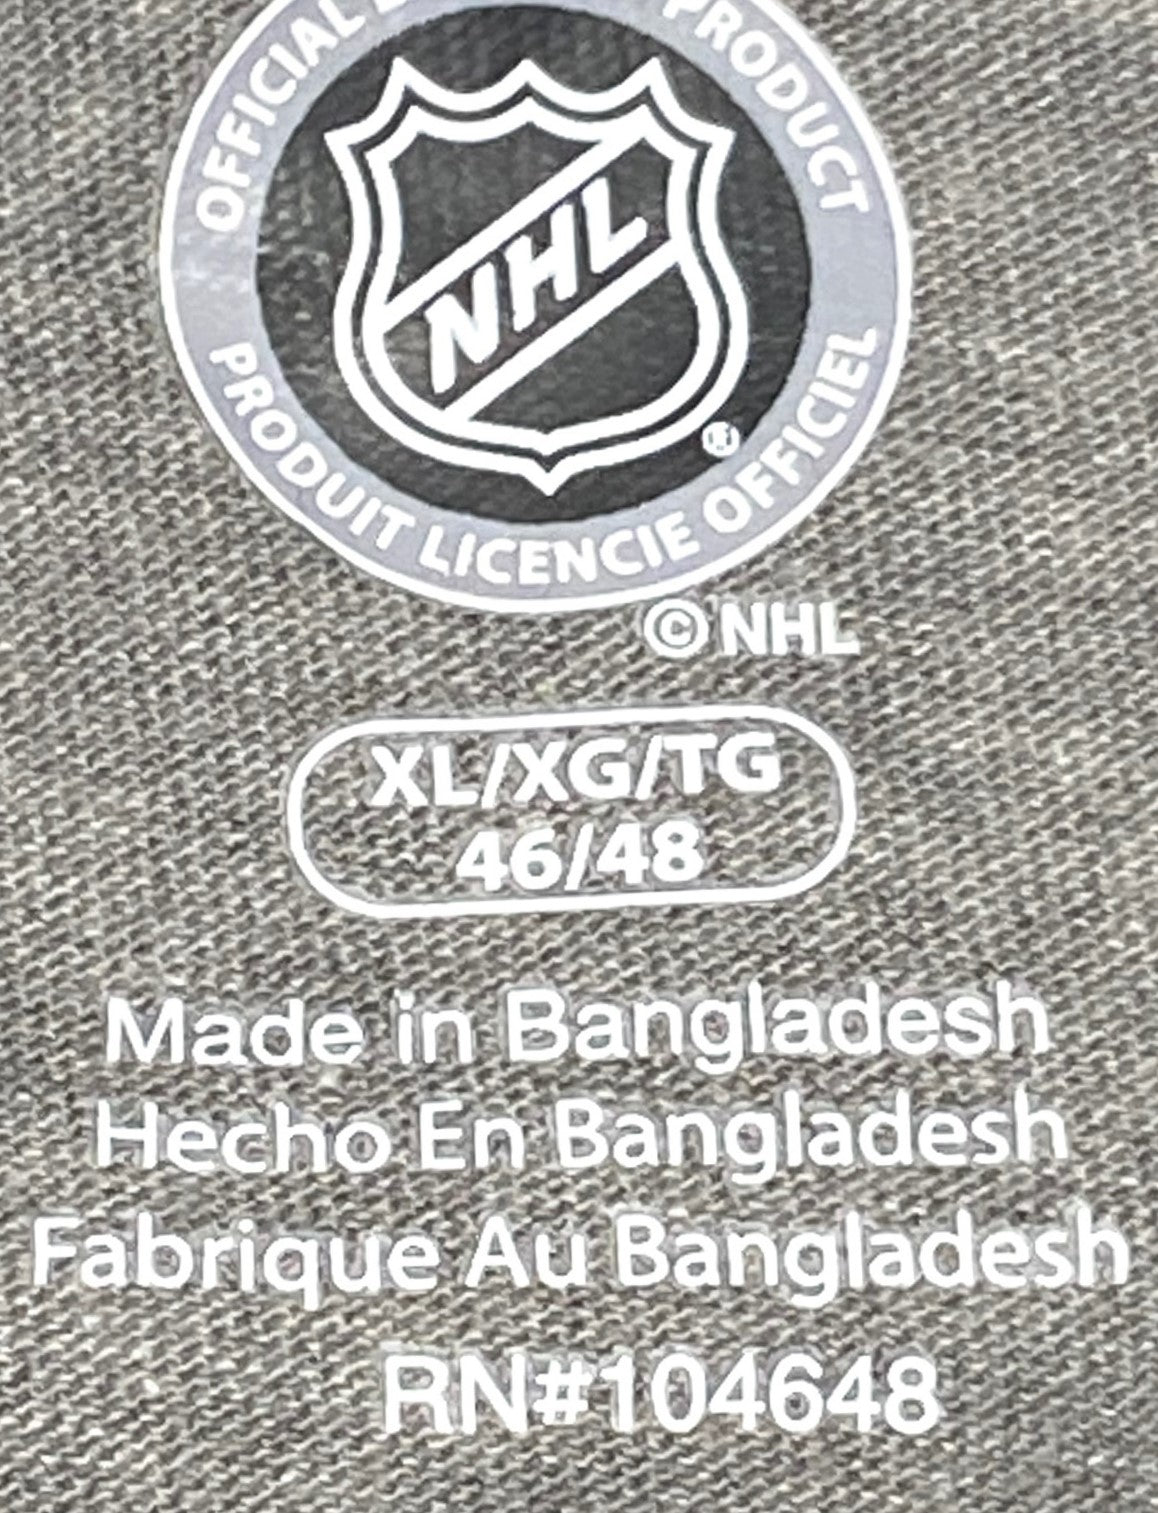 OFFICIAL
PRODUCT
NHL
®
PRODUIT LICENCIE OFFICIEL
© NHL
XL/XG/TG
46/48
Made in Bangladesh
Hecho En Bangladesh
Fabrique Au Bangladesh
RN#104648